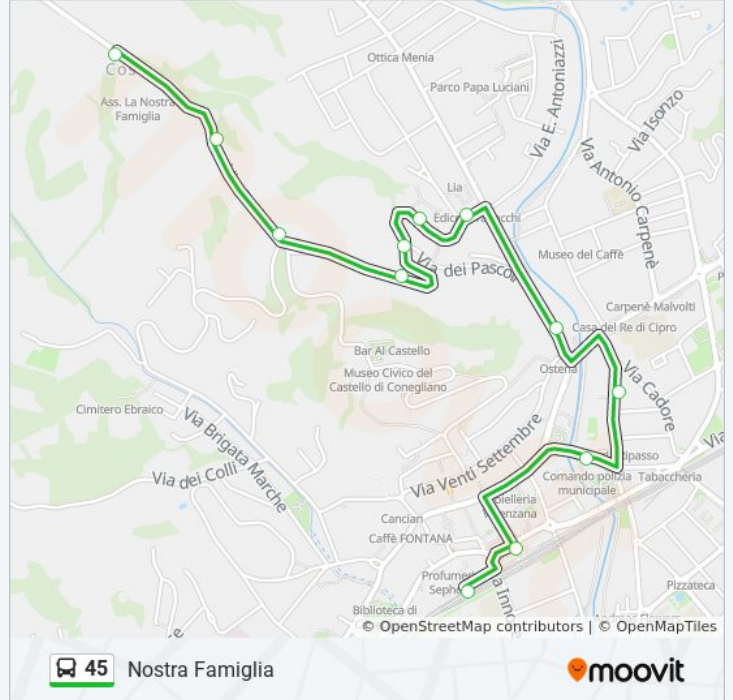 Ottica Menia
Parco Papa Luciani
Via E. Antoniazzi
Via Isonzo
Via Antonio Carpenè
Ass. La Nostra
Famiglia
Lia
Via dei Pascoli
Museo del Caffè
Carpenè Malvolti
Casa del Re di Cipro
Osteria
Via Cadore
Via
Bar Al Castello
Museo Civico del
Castello di Conegliano
Cimitero Ebraico
Via Brigata Marche
Via dei Colli
Via Venti Settembre
Comando polizia
municipale
Tabaccheria
Cancian
Caffè FONTANA
Pizzateca
Biblioteca di
© OpenStreetMap contributors | © OpenMapTiles
45 Nostra Famiglia
moovit